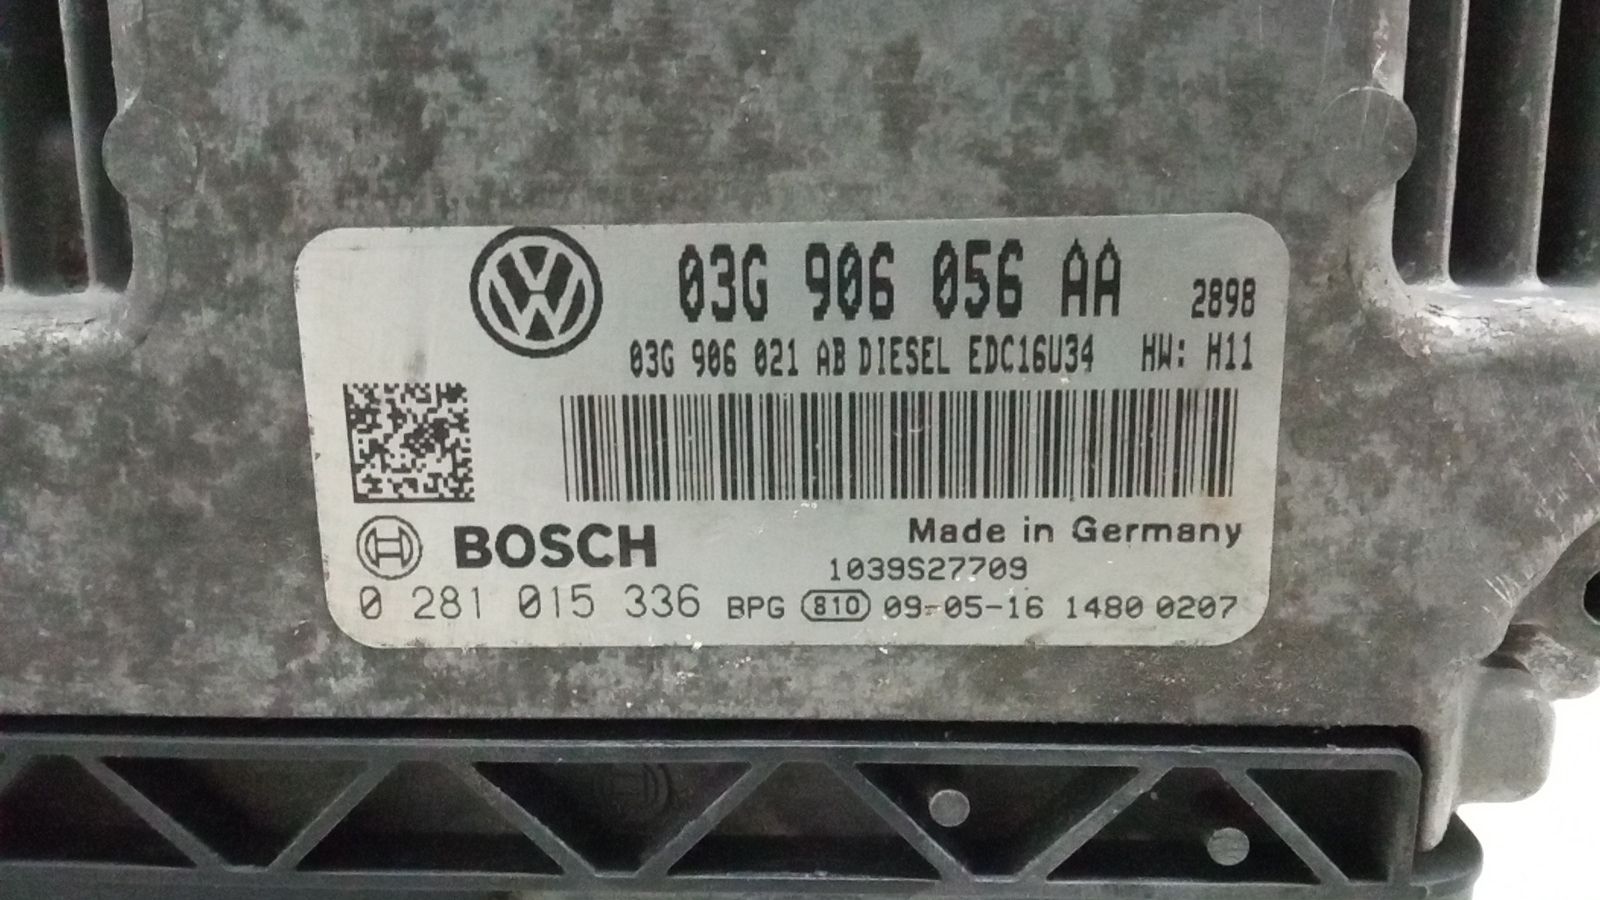 03G 906 056 AA 2898
03G 906 021 AB DIESEL EDC16U34 HW: H11
BOSCH Made in Germany
1039S27709
0 281 015 336 BPG 810 09-05-16 1480 0207